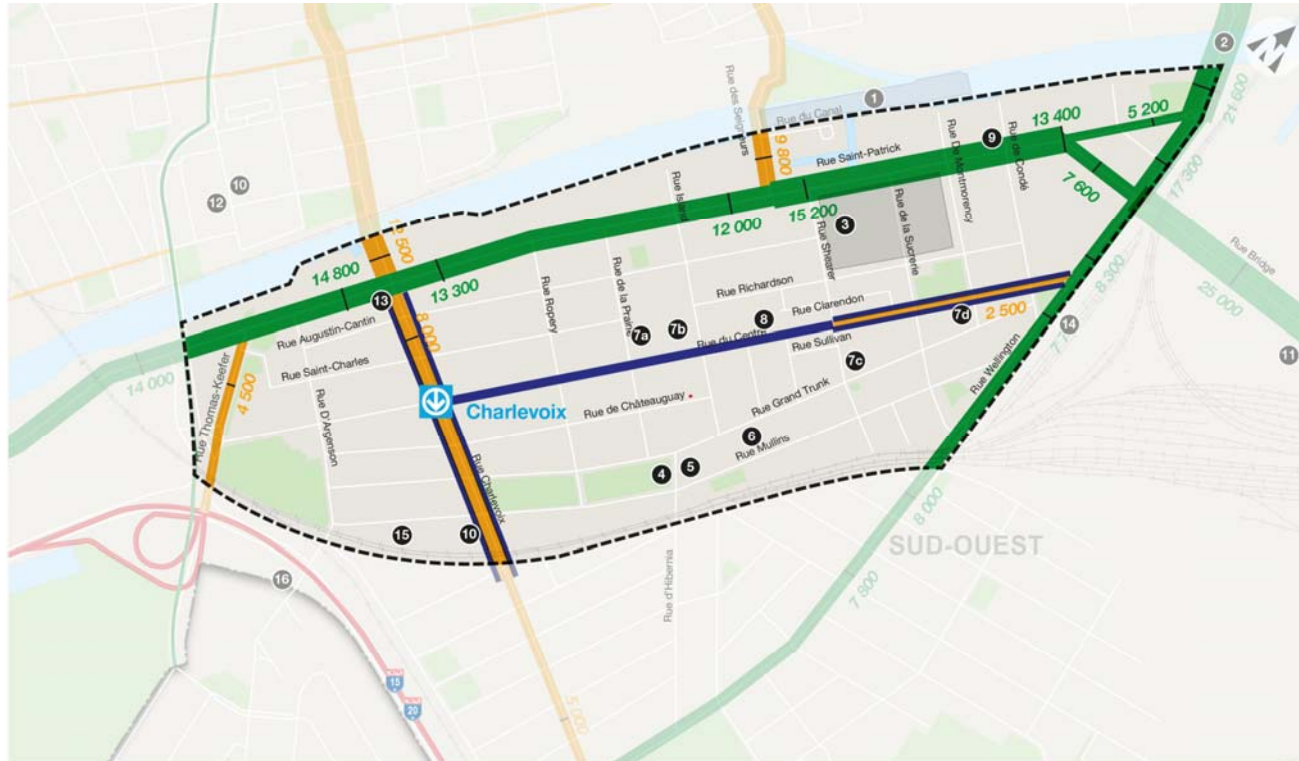 2
21 600
1
Rue du Canal
Rue des Seigneurs
9 800
Rue Saint-Patrick
9
Rue De Montmorency
Rue de Condé
13 400
5 200
17 300
7 600
10
12
Rue Island
12 000
15 200
3
Rue Shearer
Rue de la Sucrerie
Rue Bridge
25 000
11
500
14 800
13
13 300
8 000
Rue Ropery
Rue de la Prairie
Rue Richardson
Rue Clarendon
7a
7b
8
Rue du Centre
Rue Sullivan
7c
7d
2 500
8 300
14
Rue Wellington
Rue Augustin-Cantin
Rue Saint-Charles
14 000
Rue Thomas-Keefer
4 500
Rue D'Argenson
Charlevoix
Rue de Châteauguay
Rue Grand Trunk
Rue Mullins
6
4
5
Rue Charlevoix
15
10
8 000
SUD-OUEST
7 800
Rue d'Hibernia
16
15
20
5 000